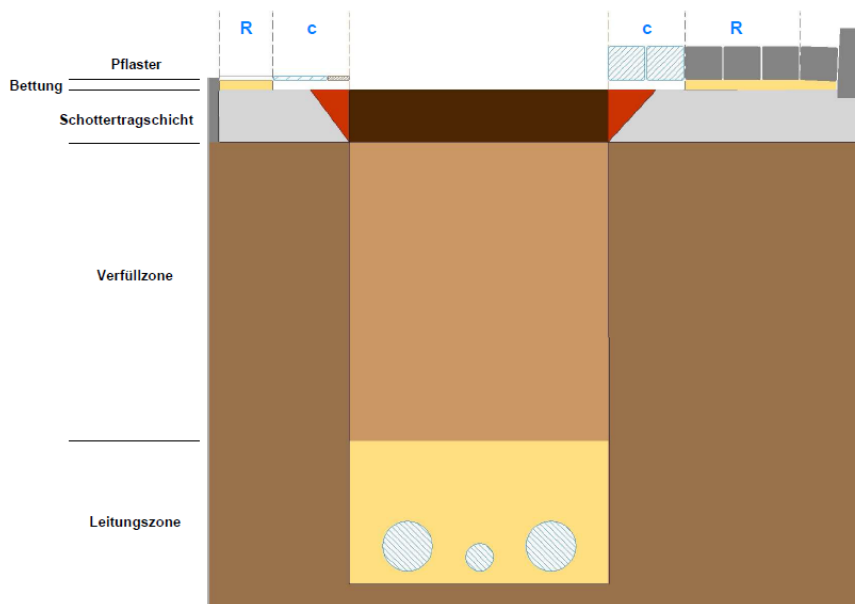 R c c R
Pflaster
Bettung
Schottertragschicht
Verfüllzone
Leitungszone